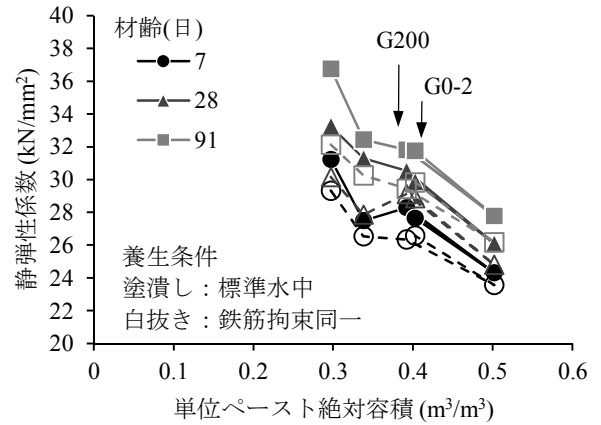 材齢(日)
7
28
91
G200
G0-2
養生条件
塗潰し：標準水中
白抜き：鉄筋拘束同一
静弾性係数 (kN/mm²)
38
36
34
32
30
28
26
24
22
20
0 0.1 0.2 0.3 0.4 0.5 0.6
単位ペースト絶対容積 (m³/m³)